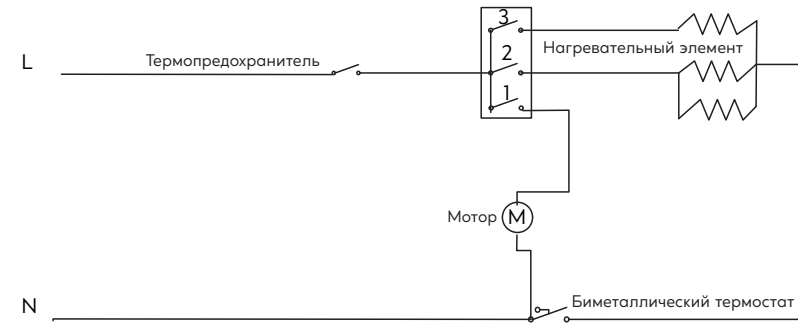 3
L
Термопредохранитель
Нагревательный элемент
2
1
Мотор
M
N
Биметаллический термостат